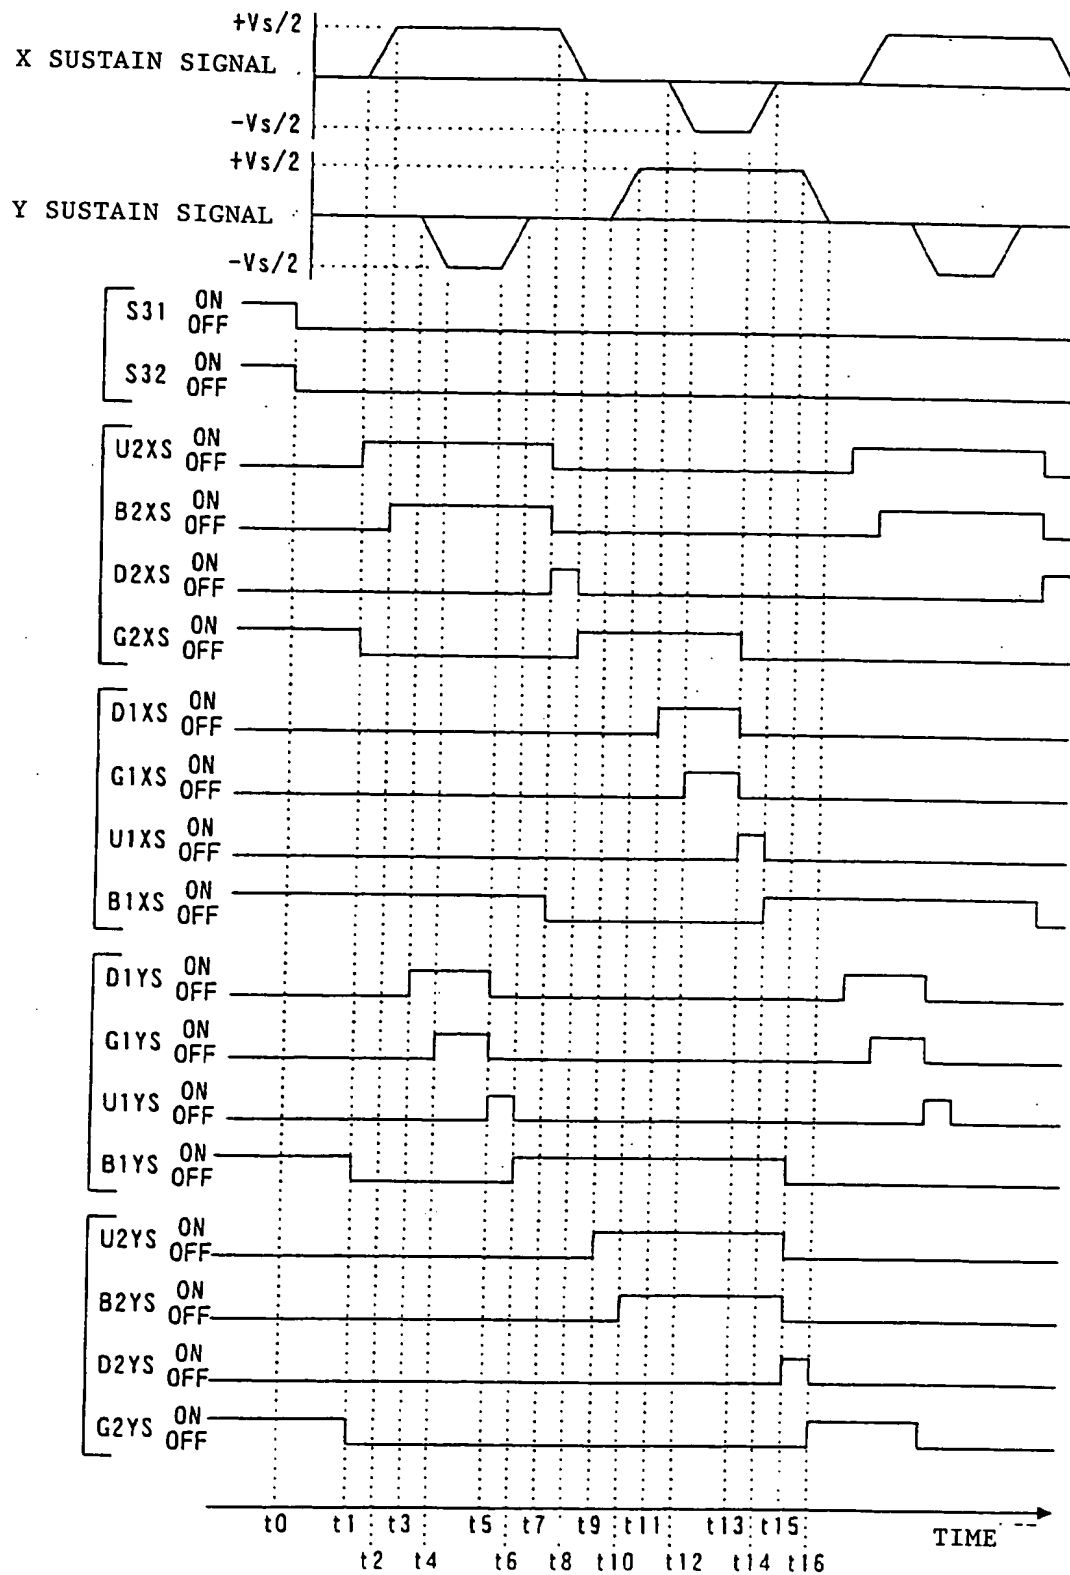 +Vs/2
X SUSTAIN SIGNAL
-Vs/2
+Vs/2
Y SUSTAIN SIGNAL
-Vs/2
S31 ON
OFF
S32 ON
OFF
U2XS ON
OFF
B2XS ON
OFF
D2XS ON
OFF
G2XS ON
OFF
D1XS ON
OFF
G1XS ON
OFF
U1XS ON
OFF
B1XS ON
OFF
D1YS ON
OFF
G1YS ON
OFF
U1YS ON
OFF
B1YS ON
OFF
U2YS ON
OFF
B2YS ON
OFF
D2YS ON
OFF
G2YS ON
OFF
t0 t1 t3 t5 t7 t9 t11 t13 t15 TIME
t2 t4 t6 t8 t10 t12 t14 t16